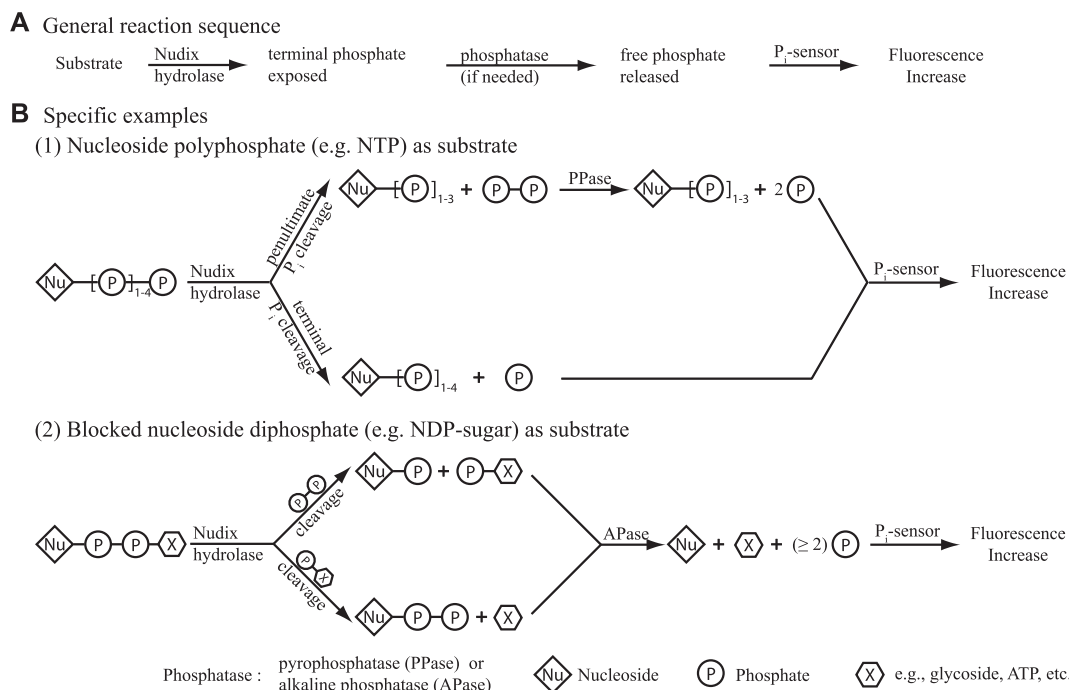 A General reaction sequence
Substrate Nudix hydrolase terminal phosphate exposed phosphatase (if needed) free phosphate released Pi-sensor Fluorescence Increase
B Specific examples
(1) Nucleoside polyphosphate (e.g. NTP) as substrate
Nu [P]1-4 P
Nudix hydrolase
penultimate Pi cleavage
Nu [P]1-3 + P P PPase Nu [P]1-3 + 2 P
terminal Pi cleavage
Nu [P]1-4 + P
Pi-sensor
Fluorescence
Increase
(2) Blocked nucleoside diphosphate (e.g. NDP-sugar) as substrate
Nu P P X
Nudix hydrolase
P P cleavage
Nu P + P X
P X cleavage
Nu P P + X
APase Nu + X + (≥ 2) P
Pi-sensor
Fluorescence
Increase
Phosphatase : pyrophosphatase (PPase) or
alkaline phosphatase (APase)
Nu Nucleoside
P Phosphate
X e.g., glycoside, ATP, etc.